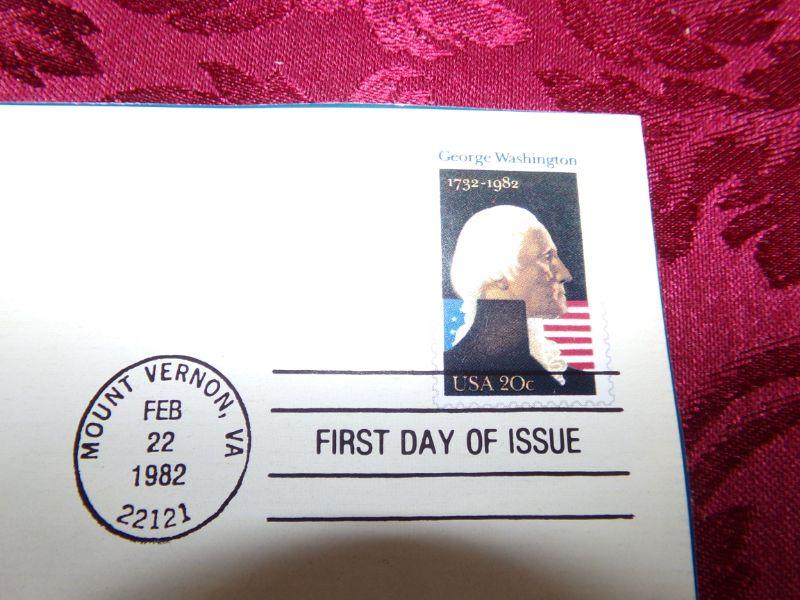 George Washington
1732-1982
USA 20c
MOUNT VERNON, VA
FEB
22
1982
22121
FIRST DAY OF ISSUE